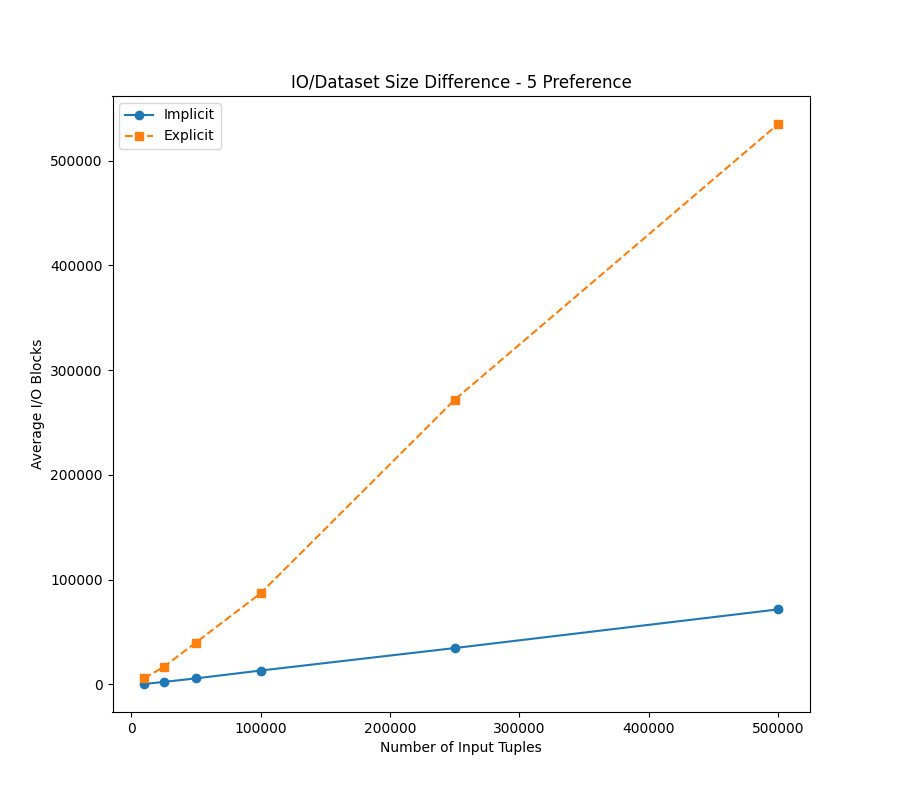 IO/Dataset Size Difference - 5 Preference
Implicit
Explicit
500000
400000
300000
200000
100000
0
Average I/O Blocks
0 100000 200000 300000 400000 500000
Number of Input Tuples